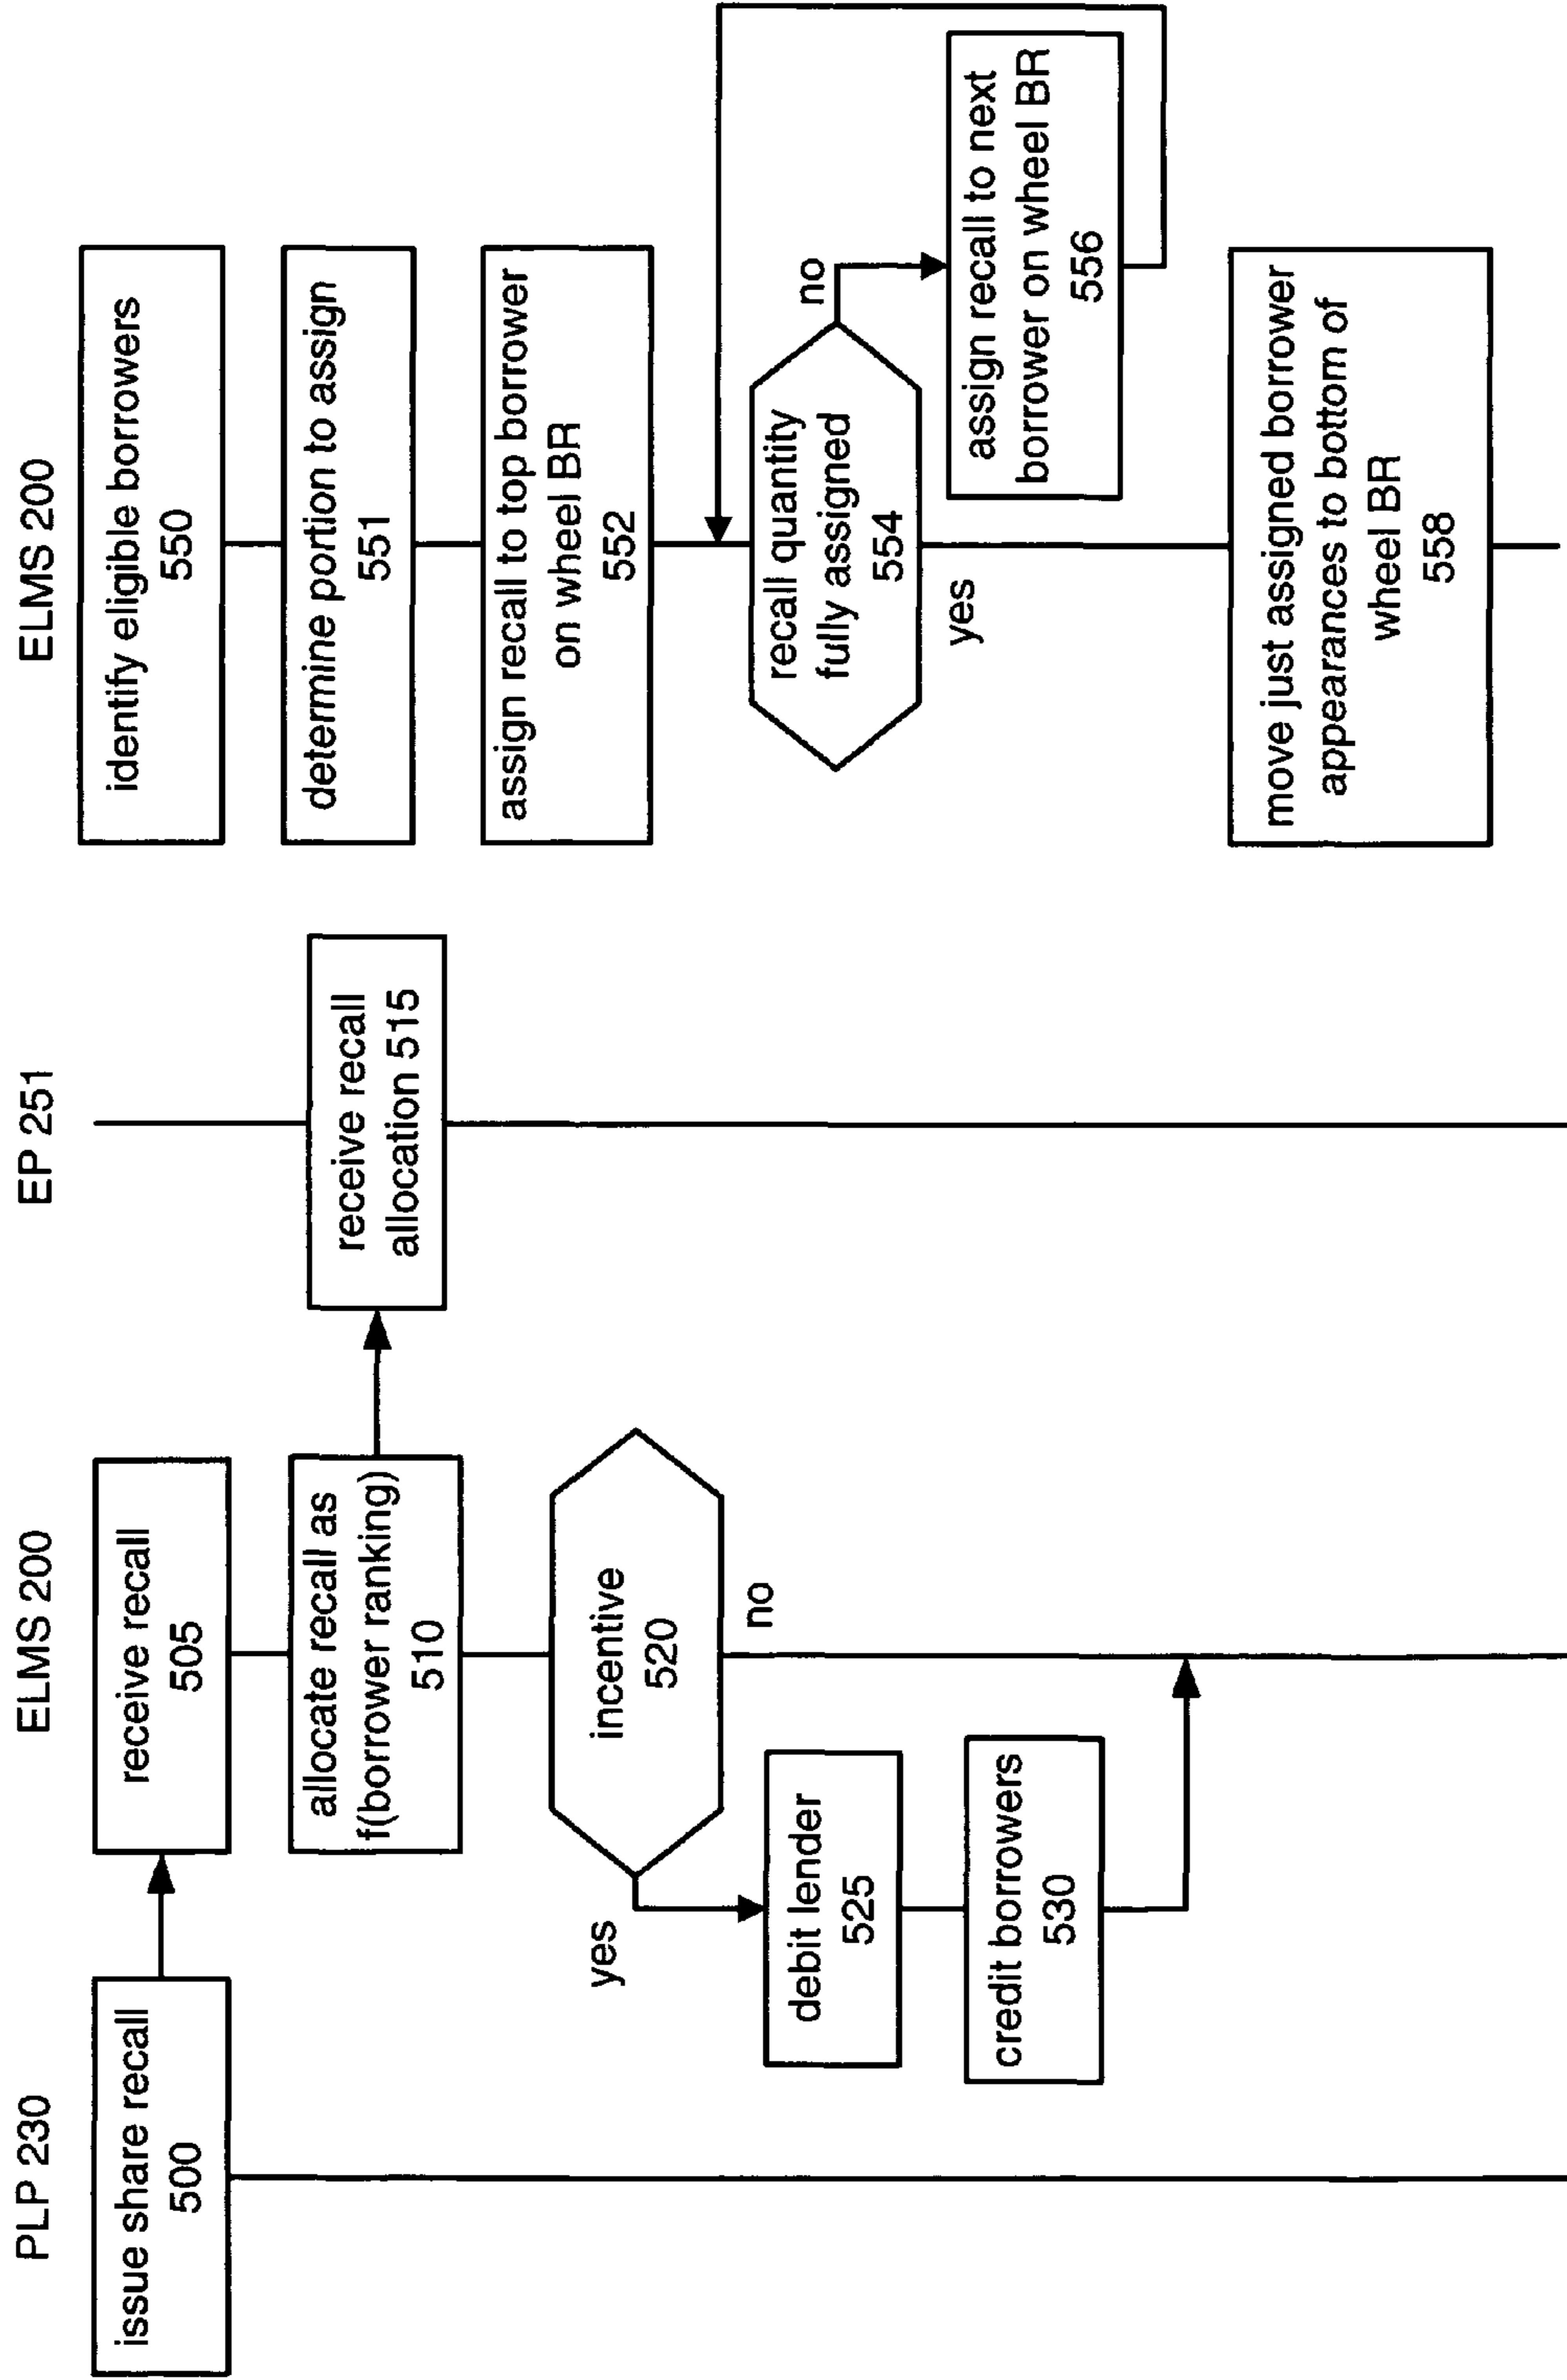 PLP 230
ELMS 200
EP 251
ELMS 200
issue share recall
500
receive recall
505
allocate recall as
f(borrower ranking)
510
receive recall
allocation 515
incentive
520
yes
no
debit lender
525
credit borrowers
530
identify eligible borrowers
550
determine portion to assign
551
assign recall to top borrower
on wheel BR
552
recall quantity
fully assigned
554
no
yes
assign recall to next
borrower on wheel BR
556
move just assigned borrower
appearances to bottom of
wheel BR
558